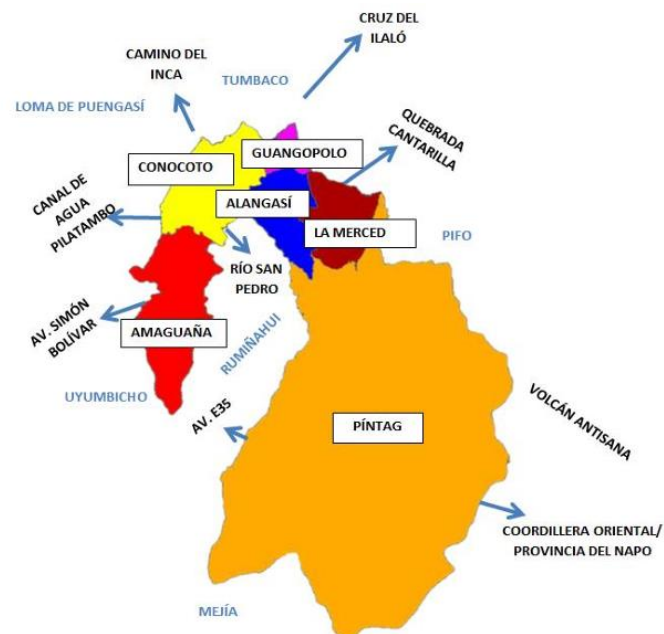 CRUZ DEL
ILALÓ
CAMINO DEL
INCA
TUMBACO
LOMA DE PUENGASÍ
QUEBRADA
CANTARILLA
GUANGOPOLO
CONOCOTO
CANAL DE
AGUA
PILATAMBO
ALANGASÍ
LA MERCED
PIFO
RÍO SAN
PEDRO
AV. SIMÓN
BOLÍVAR
AMAGUAÑA
RUMIÑAHUI
UYUMBICHO
AV. E35
VOLCÁN ANTISANA
PÍNTAG
COORDILLERA ORIENTAL/
PROVINCIA DEL NAPO
MEJÍA